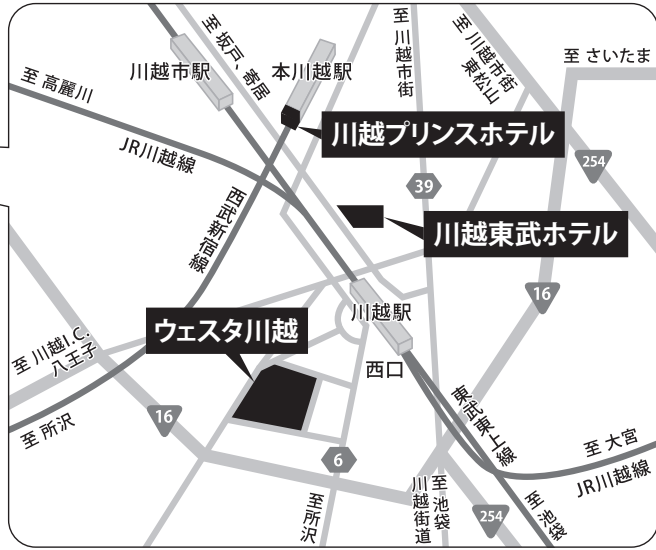 至 坂戸、寄居
至 川越市街
至 川越市街
東松山
至 さいたま
川越市駅
本川越駅
至 高麗川
川越プリンスホテル
JR川越線
254
39
西武新宿線
川越東武ホテル
16
川越駅
ウェスタ川越
至 川越I.C.
八王子
西口
至 所沢
16
東武東上線
至 大宮
JR川越線
6
至所沢
川越街道
至池袋
254
至 池袋